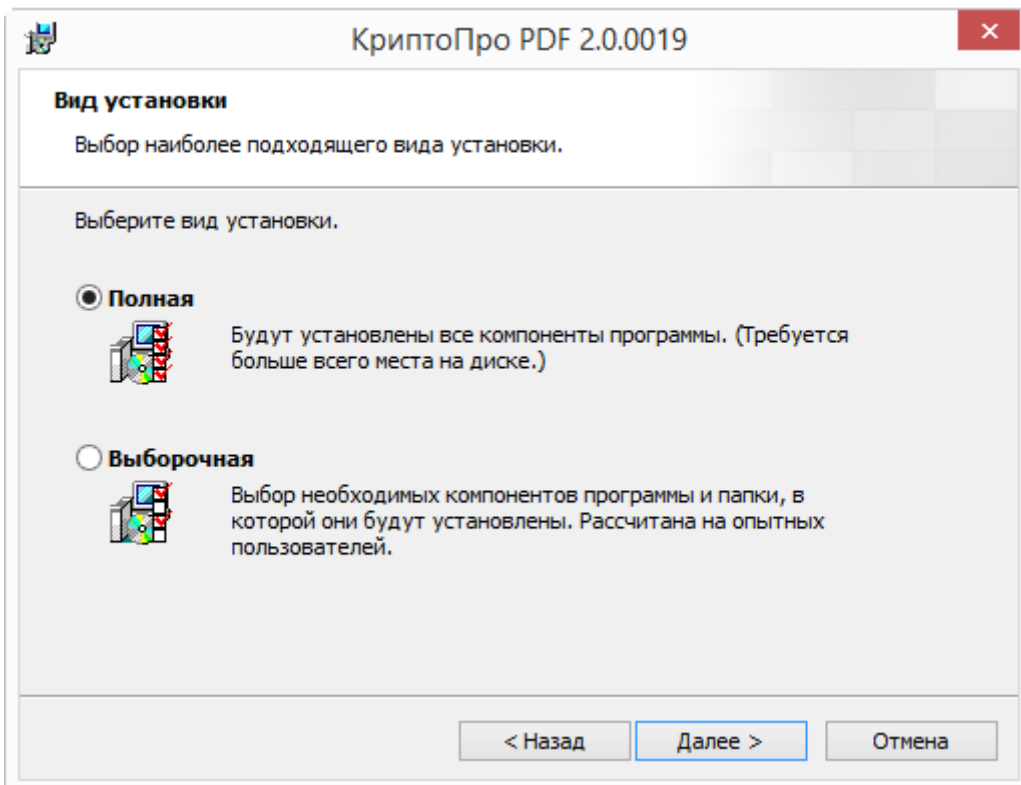 КриптоПро PDF 2.0.0019
Вид установки
Выбор наиболее подходящего вида установки.
Выберите вид установки.
Полная
Будут установлены все компоненты программы. (Требуется
больше всего места на диске.)
Выборочная
Выбор необходимых компонентов программы и папки, в
которой они будут установлены. Рассчитана на опытных
пользователей.
< Назад
Далее >
Отмена